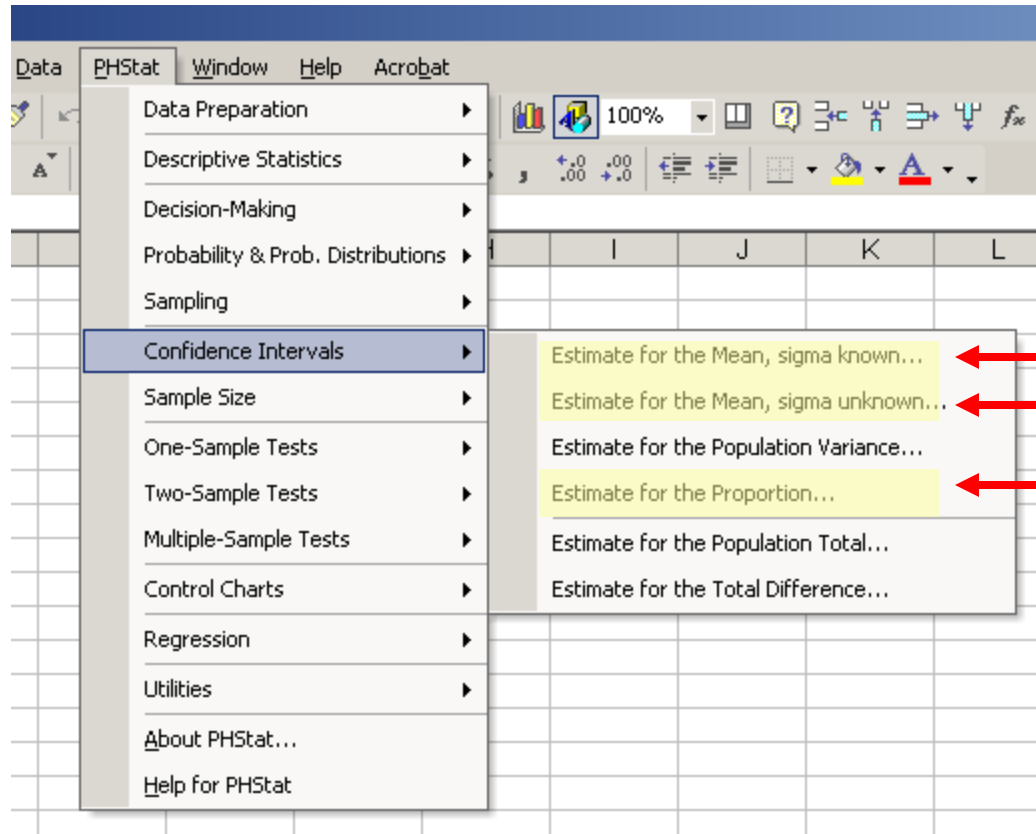 Data PHStat Window Help Acrobat
Data Preparation
100%
Descriptive Statistics
Decision-Making
Probability & Prob. Distributions
I J K L
Sampling
Confidence Intervals
Estimate for the Mean, sigma known...
Sample Size
Estimate for the Mean, sigma unknown...
One-Sample Tests
Estimate for the Population Variance...
Two-Sample Tests
Estimate for the Proportion...
Multiple-Sample Tests
Estimate for the Population Total...
Control Charts
Estimate for the Total Difference...
Regression
Utilities
About PHStat...
Help for PHStat